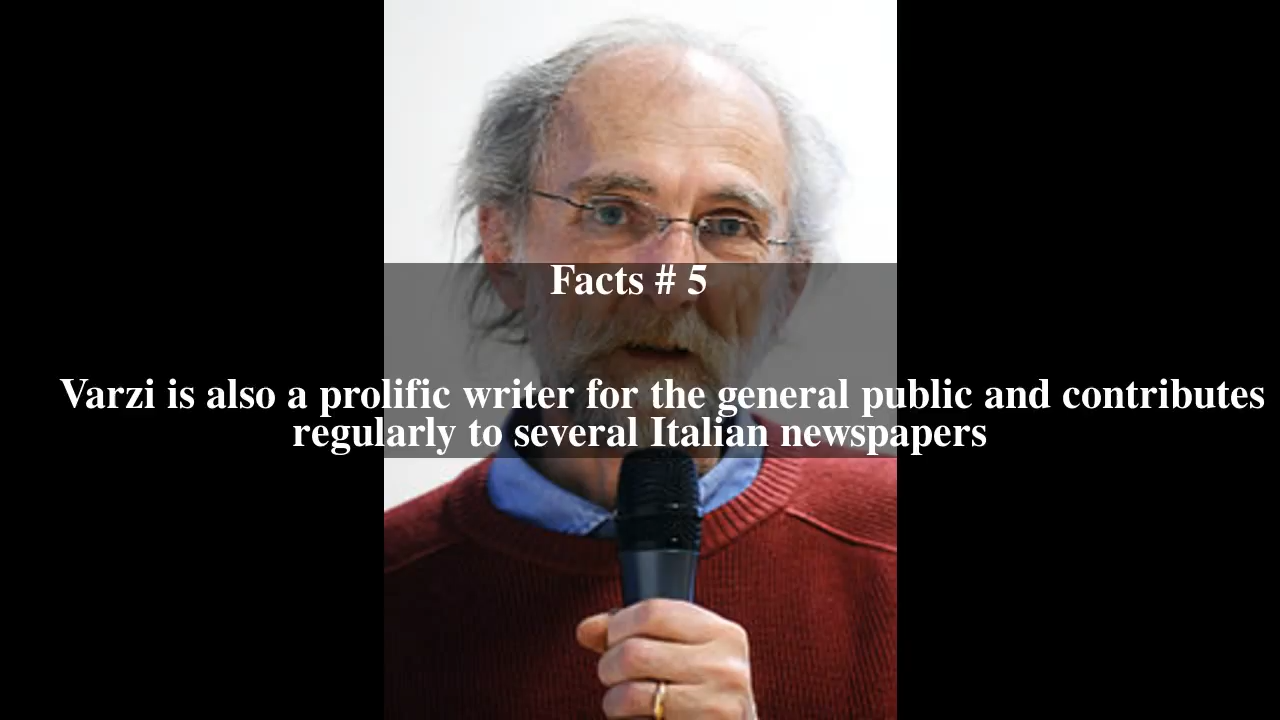 Facts # 5
Varzi is also a prolific writer for the general public and contributes
regularly to several Italian newspapers